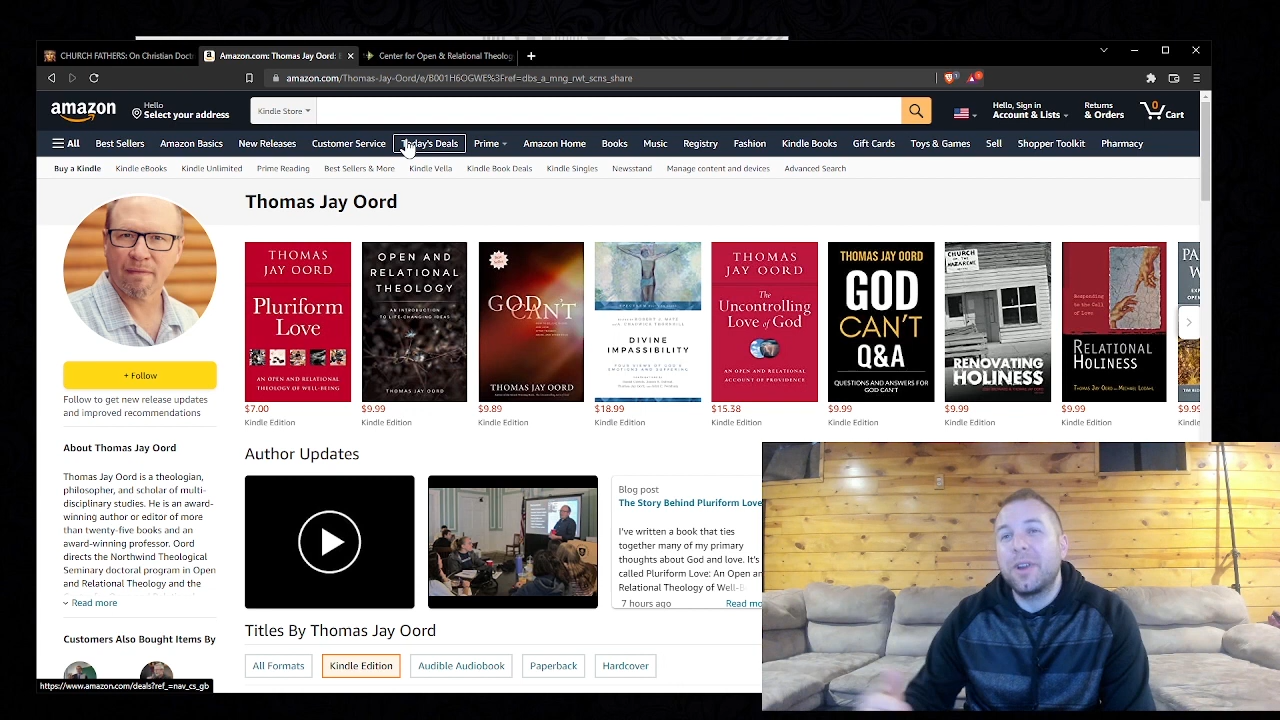 CHURCH FATHERS: On Christian Doct
Amazon.com: Thomas Jay Oord:
Center for Open & Relational Theolog
amazon.com/Thomas-Jay-Oord/e/B001H6OGWE%3Fref=dbs_a_mng_rwt_scns_share
amazon
Hello
Select your address
Kindle Store
Hello, Sign in
Account & Lists
Returns
& Orders
0
Cart
All
Best Sellers
Amazon Basics
New Releases
Customer Service
Today's Deals
Prime
Amazon Home
Books
Music
Registry
Fashion
Kindle Books
Gift Cards
Toys & Games
Sell
Shopper Toolkit
Pharmacy
Buy a Kindle
Kindle eBooks
Kindle Unlimited
Prime Reading
Best Sellers & More
Kindle Vella
Kindle Book Deals
Kindle Singles
Newsstand
Manage content and devices
Advanced Search
Thomas Jay Oord
THOMAS
JAY OORD
Pluriform
Love
AN OPEN AND RELATIONAL
THEOLOGY OF WELL-BEING
$7.00
Kindle Edition
OPEN AND
RELATIONAL
THEOLOGY
AN INTRODUCTION
TO LIFE-CHANGING IDEAS
THOMAS JAY OORD
$9.99
Kindle Edition
GOD CAN'T
THOMAS JAY OORD
$9.89
Kindle Edition
DIVINE
IMPASSIBILITY
$18.99
Kindle Edition
THOMAS
JAY OORD
The
Uncontrolling
Love of God
AN OPEN AND RELATIONAL
ACCOUNT OF PROVIDENCE
$15.38
Kindle Edition
THOMAS JAY OORD
GOD
CAN'T
Q&A
QUESTIONS AND ANSWERS FOR
GOD CAN'T
$9.99
Kindle Edition
CHURCH
OF THE
NAZARENE
RENOVATING
HOLINESS
$9.99
Kindle Edition
Responding to
the Call
of Love
RELATIONAL
HOLINESS
THOMAS JAY OORD
$9.99
Kindle Edition
$9.99
Kindl
+ Follow
Follow to get new release updates
and improved recommendations
About Thomas Jay Oord
Thomas Jay Oord is a theologian,
philosopher, and scholar of multi-
disciplinary studies. He is an award-
winning author or editor of more
than twenty-five books and an
award-winning professor. Oord
directs the Northwind Theological
Seminary doctoral program in Open
and Relational Theology and the
Read more
Customers Also Bought Items By
Author Updates
Blog post
The Story Behind Pluriform Love
I've written a book that ties
together many of my primary
thoughts about God and love. It's
called Pluriform Love: An Open an
Relational Theology of Well-B
7 hours ago
Read mo
Titles By Thomas Jay Oord
All Formats
Kindle Edition
Audible Audiobook
Paperback
Hardcover
https://www.amazon.com/deals?ref_=nav_cs_gb